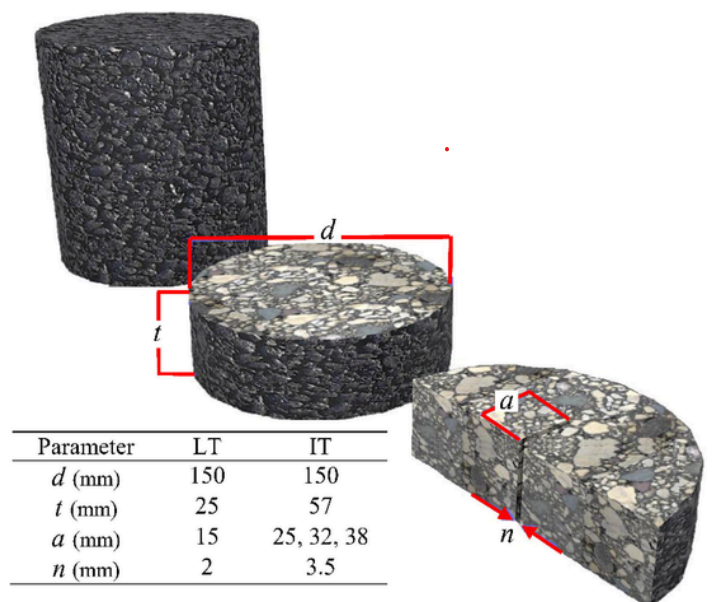 d
t
a
n
Parameter LT IT
d (mm) 150 150
t (mm) 25 57
a (mm) 15 25, 32, 38
n (mm) 2 3.5